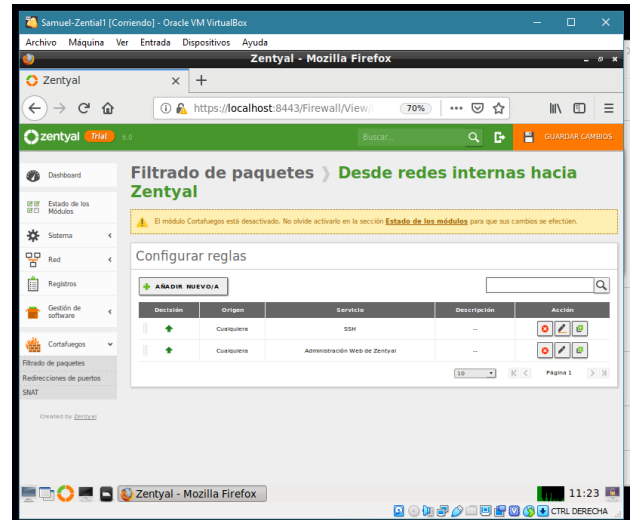 Samuel-Zential1 [Corriendo] - Oracle VM VirtualBox
Archivo Máquina Ver Entrada Dispositivos Ayuda
Zentyal - Mozilla Firefox
Zentyal
https://localhost:8443/Firewall/View/ 70%
zentyal Trial 6.0 Buscar... GUARDAR CAMBIOS
Dashboard
Estado de los Módulos
Sistema
Red
Registros
Gestión de software
Cortafuegos
Filtrado de paquetes
Redirecciones de puertos
SNAT
Created by Zentyal
Filtrado de paquetes Desde redes internas hacia
Zentyal
El módulo Cortafuegos está desactivado. No olvide activarlo en la sección Estado de los módulos para que sus cambios se efectúen.
Configurar reglas
AÑADIR NUEVO/A
Decisión Origen Servicio Descripción Acción
Cualquiera SSH --
Cualquiera Administración Web de Zentyal --
10 Página 1
Zentyal - Mozilla Firefox 11:23
CTRL DERECHA